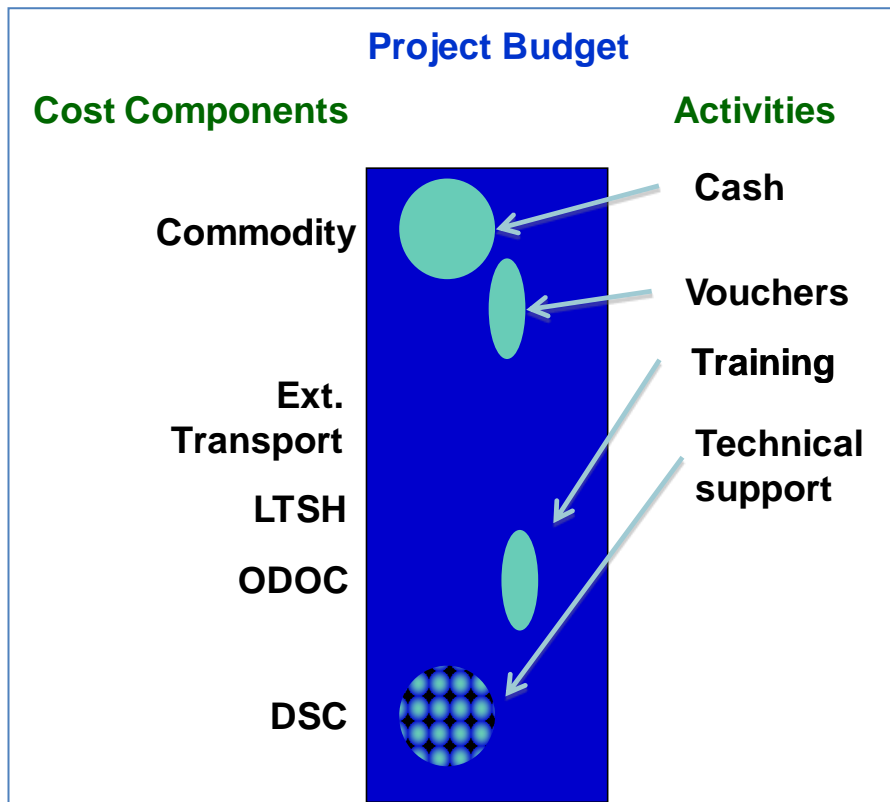 Project Budget
Cost Components
Activities
Commodity
Cash
Vouchers
Ext.
Transport
Training
Technical
support
LTSH
ODOC
DSC